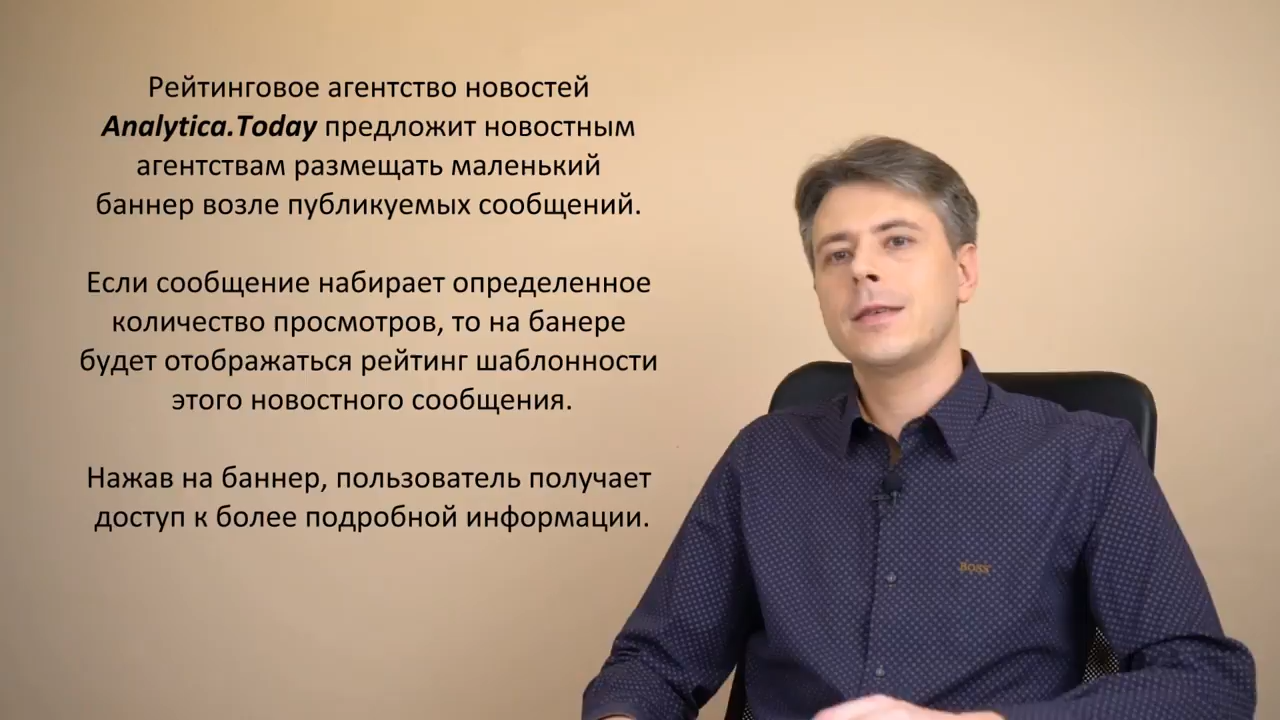 Рейтинговое агентство новостей
Analytica.Today предложит новостным
агентствам размещать маленький
баннер возле публикуемых сообщений.
Если сообщение набирает определенное
количество просмотров, то на банере
будет отображаться рейтинг шаблонности
этого новостного сообщения.
Нажав на баннер, пользователь получает
доступ к более подробной информации.
BOSS